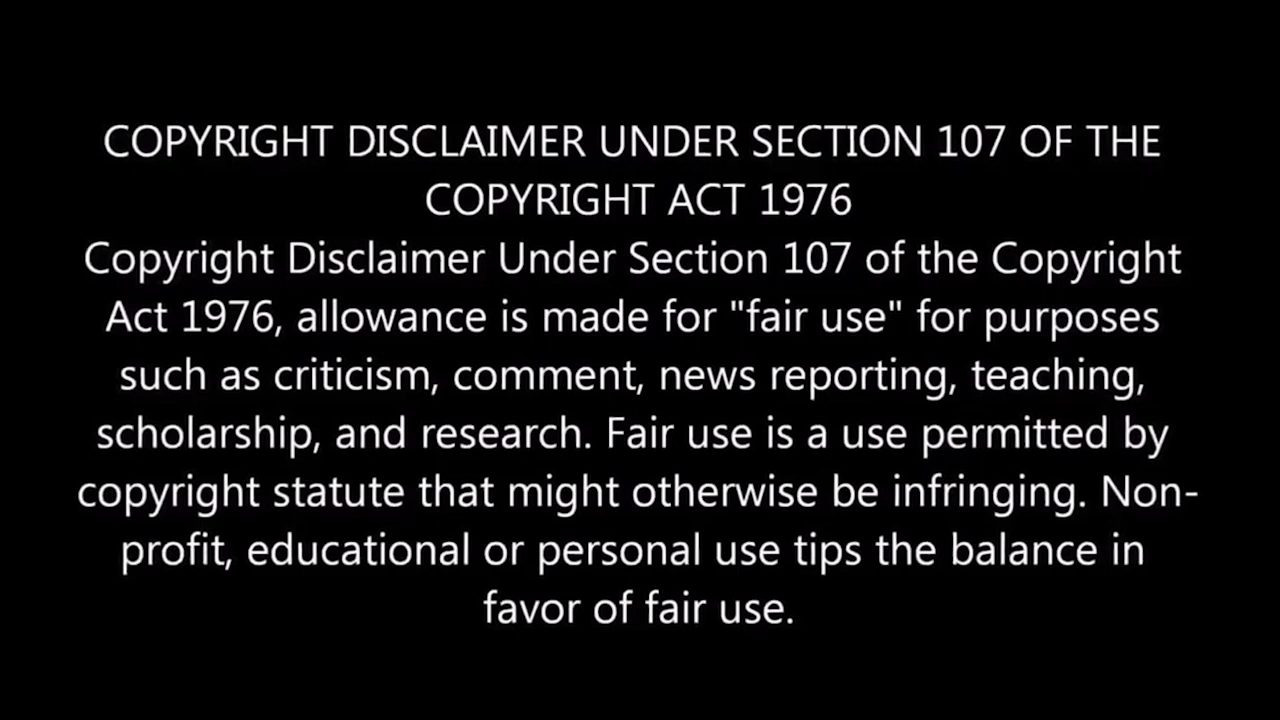 COPYRIGHT DISCLAIMER UNDER SECTION 107 OF THE
COPYRIGHT ACT 1976
Copyright Disclaimer Under Section 107 of the Copyright
Act 1976, allowance is made for "fair use" for purposes
such as criticism, comment, news reporting, teaching,
scholarship, and research. Fair use is a use permitted by
copyright statute that might otherwise be infringing. Non-
profit, educational or personal use tips the balance in
favor of fair use.